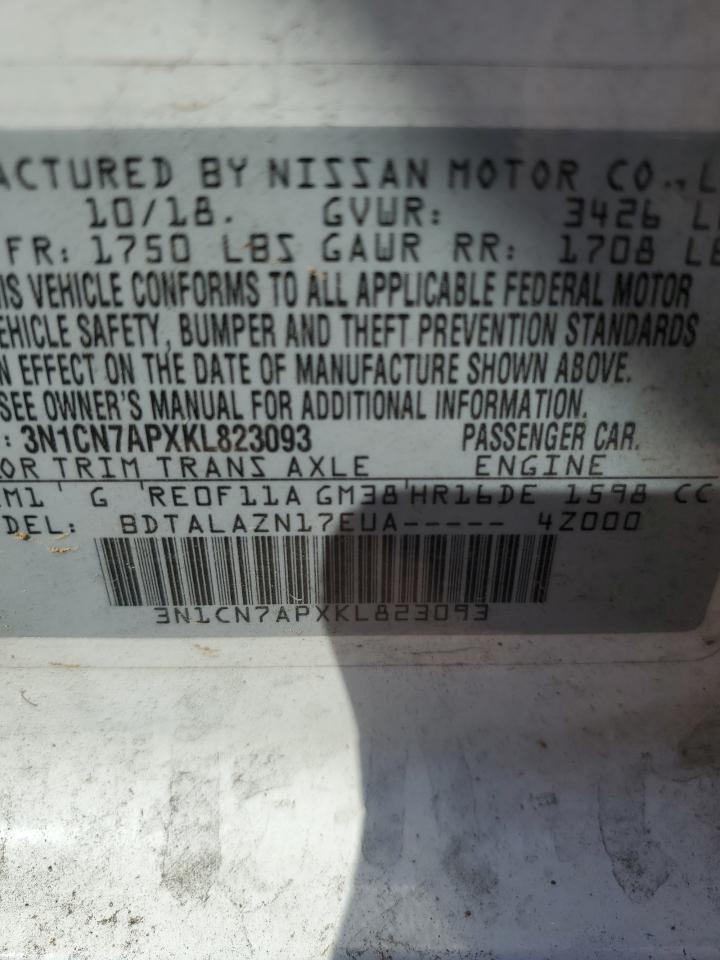 ACTURED BY NISSAN MOTOR CO., L
10/18. GVWR: 3426 L
FR: 1750 LBS GAWR RR: 1708 LB
IS VEHICLE CONFORMS TO ALL APPLICABLE FEDERAL MOTOR
EHICLE SAFETY, BUMPER AND THEFT PREVENTION STANDARDS
N EFFECT ON THE DATE OF MANUFACTURE SHOWN ABOVE.
SEE OWNER'S MANUAL FOR ADDITIONAL INFORMATION.
: 3N1CN7APXKL823093 PASSENGER CAR.
OR TRIM TRANS AXLE ENGINE
M1 G RE0F11A GM38 HR16DE 1598 CC
DEL: BDTALAZN17EUA----- 4Z000
3N1CN7APXKL823093